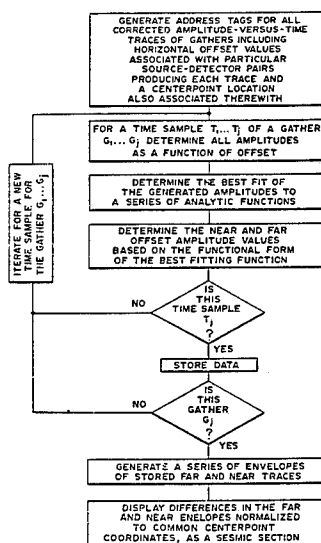 GENERATE ADDRESS TAGS FOR ALL
CORRECTED AMPLITUDE-VERSUS-TIME
TRACES OF GATHERS INCLUDING
HORIZONTAL OFFSET VALUES
ASSOCIATED WITH PARTICULAR
SOURCE-DETECTOR PAIRS
PRODUCING EACH TRACE AND
A CENTERPOINT LOCATION
ALSO ASSOCIATED THEREWITH
FOR A TIME SAMPLE T₁...Tⱼ OF A GATHER
G₁...Gⱼ DETERMINE ALL AMPLITUDES
AS A FUNCTION OF OFFSET
ITERATE FOR A NEW
TIME SAMPLE FOR
THE GATHER G₁...Gⱼ
DETERMINE THE BEST FIT OF
THE GENERATED AMPLITUDES TO
A SERIES OF ANALYTIC FUNCTIONS
DETERMINE THE NEAR AND FAR
OFFSET AMPLITUDE VALUES
BASED ON THE FUNCTIONAL FORM
OF THE BEST FITTING FUNCTION
NO
IS
THIS
TIME SAMPLE
Tⱼ
?
YES
STORE DATA
NO
IS
THIS
GATHER
Gⱼ
?
YES
GENERATE A SERIES OF ENVELOPES
OF STORED FAR AND NEAR TRACES
DISPLAY DIFFERENCES IN THE FAR
AND NEAR ENELOPES NORMALIZED
TO COMMON CENTERPOINT
COORDINATES, AS A SEISMIC SECTION